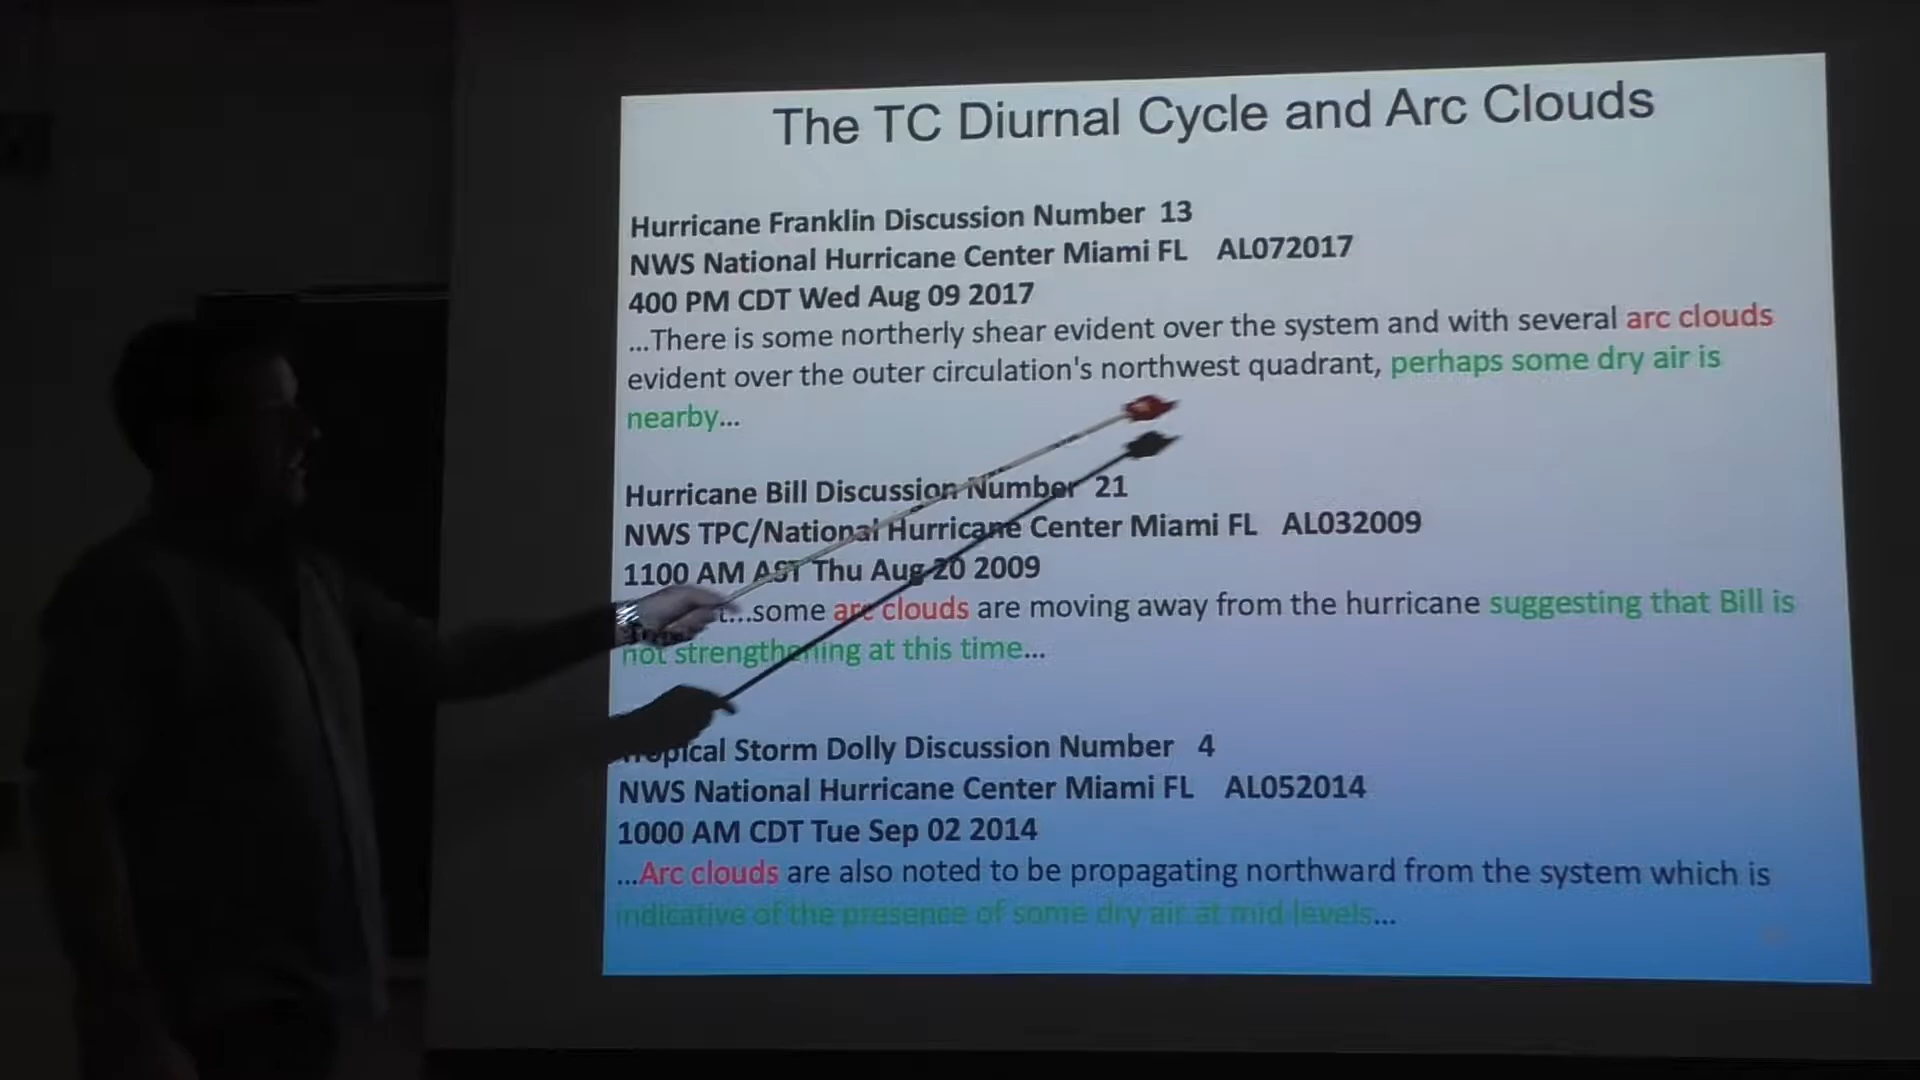 The TC Diurnal Cycle and Arc Clouds
Hurricane Franklin Discussion Number 13
NWS National Hurricane Center Miami FL AL072017
400 PM CDT Wed Aug 09 2017
...There is some northerly shear evident over the system and with several arc clouds
evident over the outer circulation's northwest quadrant, perhaps some dry air is
nearby...
Hurricane Bill Discussion Number 21
NWS TPC/National Hurricane Center Miami FL AL032009
1100 AM AST Thu Aug 20 2009
...some arc clouds are moving away from the hurricane suggesting that Bill is
not strengthening at this time...
Tropical Storm Dolly Discussion Number 4
NWS National Hurricane Center Miami FL AL052014
1000 AM CDT Tue Sep 02 2014
...Arc clouds are also noted to be propagating northward from the system which is
indicative of the presence of some dry air at mid levels...